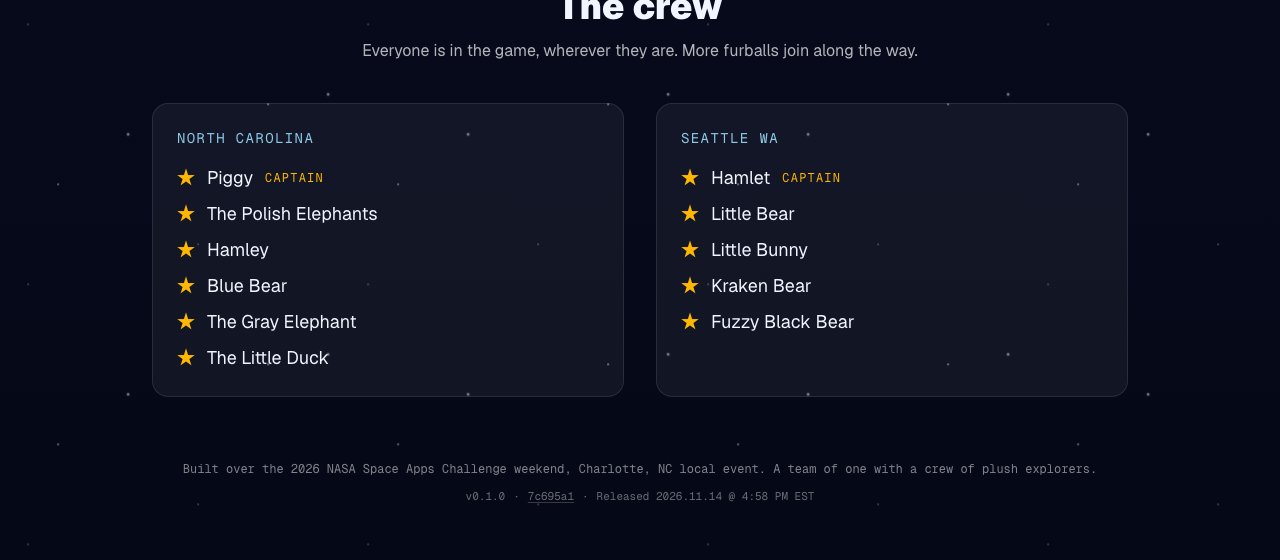 The crew
Everyone is in the game, wherever they are. More furballs join along the way.
NORTH CAROLINA
★ Piggy CAPTAIN
★ The Polish Elephants
★ Hamley
★ Blue Bear
★ The Gray Elephant
★ The Little Duck
SEATTLE WA
★ Hamlet CAPTAIN
★ Little Bear
★ Little Bunny
★ Kraken Bear
★ Fuzzy Black Bear
Built over the 2026 NASA Space Apps Challenge weekend, Charlotte, NC local event. A team of one with a crew of plush explorers.
v0.1.0 · 7c695a1 · Released 2026.11.14 @ 4:58 PM EST